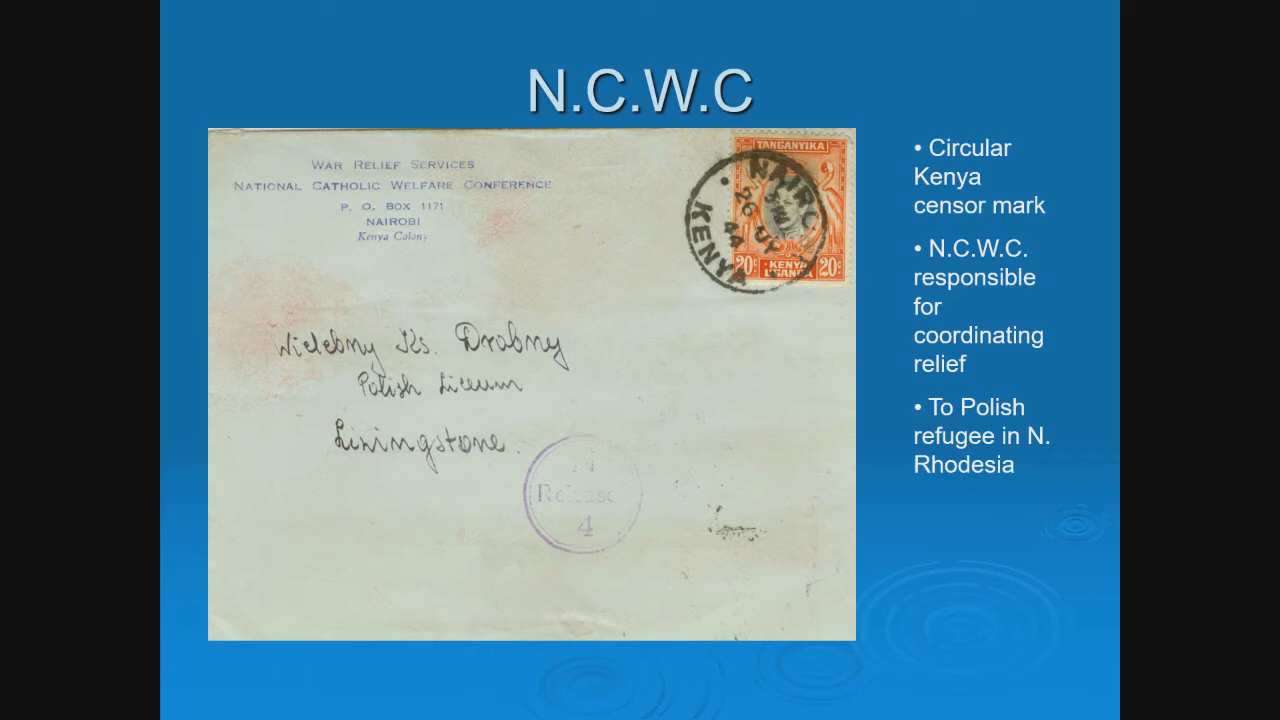 N.C.W.C
WAR RELIEF SERVICES
NATIONAL CATHOLIC WELFARE CONFERENCE
P. O. BOX 1171
NAIROBI
Kenya Colony
TANGANYIKA
20c KENYA 20c
UGANDA
26
44
KENYA
Wielebny Ks. Drobny
Polish Liceum
Livingstone.
N
Release
4
• Circular
Kenya
censor mark
• N.C.W.C.
responsible
for
coordinating
relief
• To Polish
refugee in N.
Rhodesia